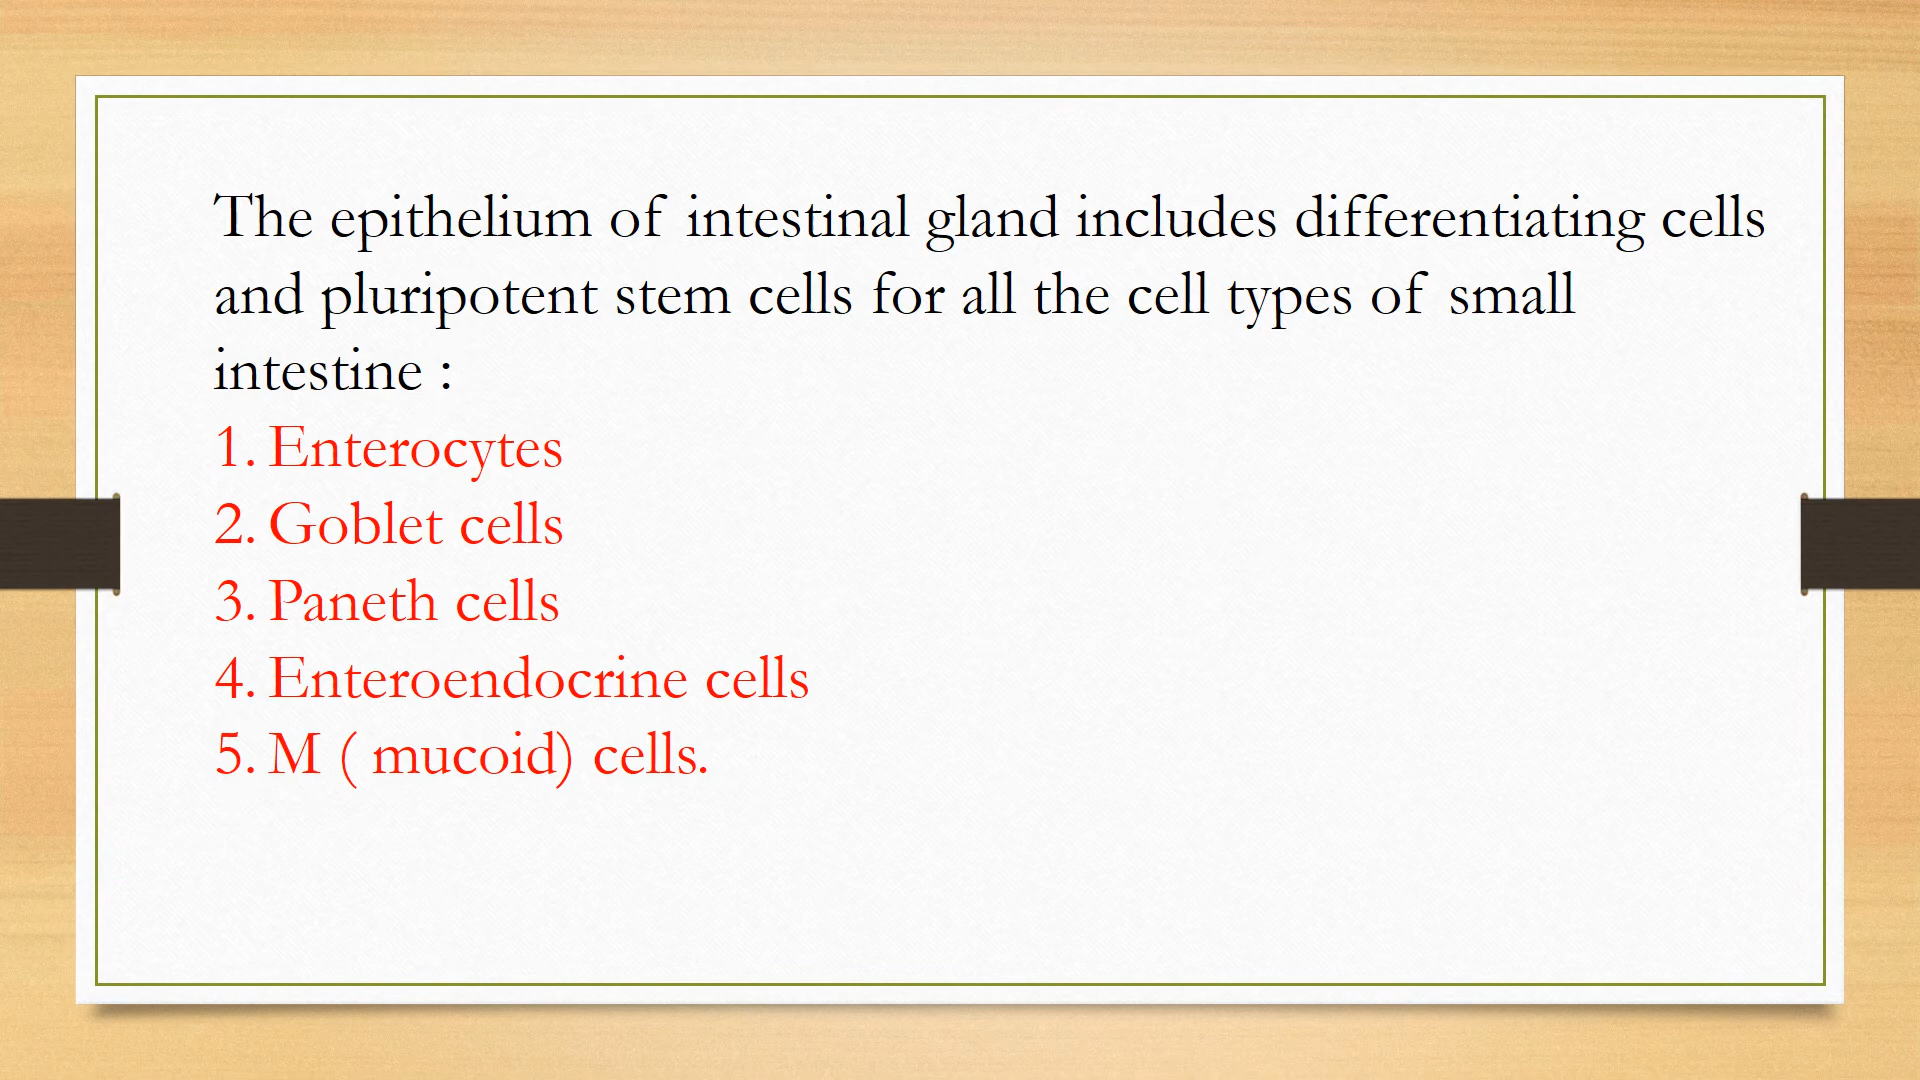 The epithelium of intestinal gland includes differentiating cells
and pluripotent stem cells for all the cell types of small
intestine :
1. Enterocytes
2. Goblet cells
3. Paneth cells
4. Enteroendocrine cells
5. M ( mucoid) cells.